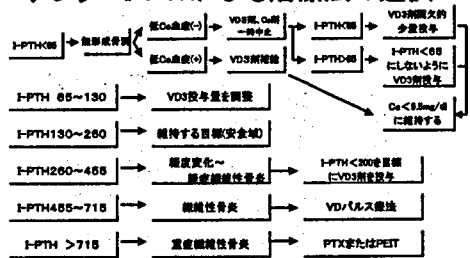 I-PTH<65
無形成骨症
低Ca血症(-)
VD3剤、Ca剤
一時中止
I-PTH<65
VD3剤間欠的
少量投与
低Ca血症(+)
VD3剤補給
I-PTH>65
I-PTH<65
にしないように
VD3剤投与
Ca<9.5mg/dl
に維持する
I-PTH 65~130
VD3投与量を調整
I-PTH130~260
維持する目標(安全域)
I-PTH260~455
軽度変化~
線維性骨炎
I-PTH<200を目標
にVD3剤を投与
I-PTH455~715
線維性骨炎
VDパルス療法
I-PTH >715
重症線維性骨炎
PTXまたはPEIT